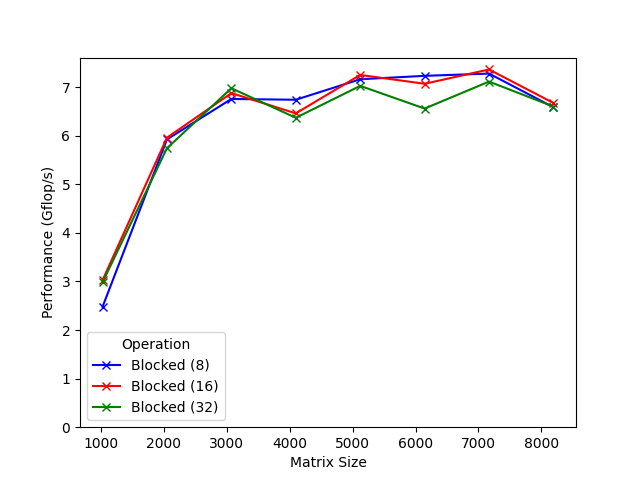 7
6
5
4
3
2
1
0
Performance (Gflop/s)
Operation
Blocked (8)
Blocked (16)
Blocked (32)
1000 2000 3000 4000 5000 6000 7000 8000
Matrix Size